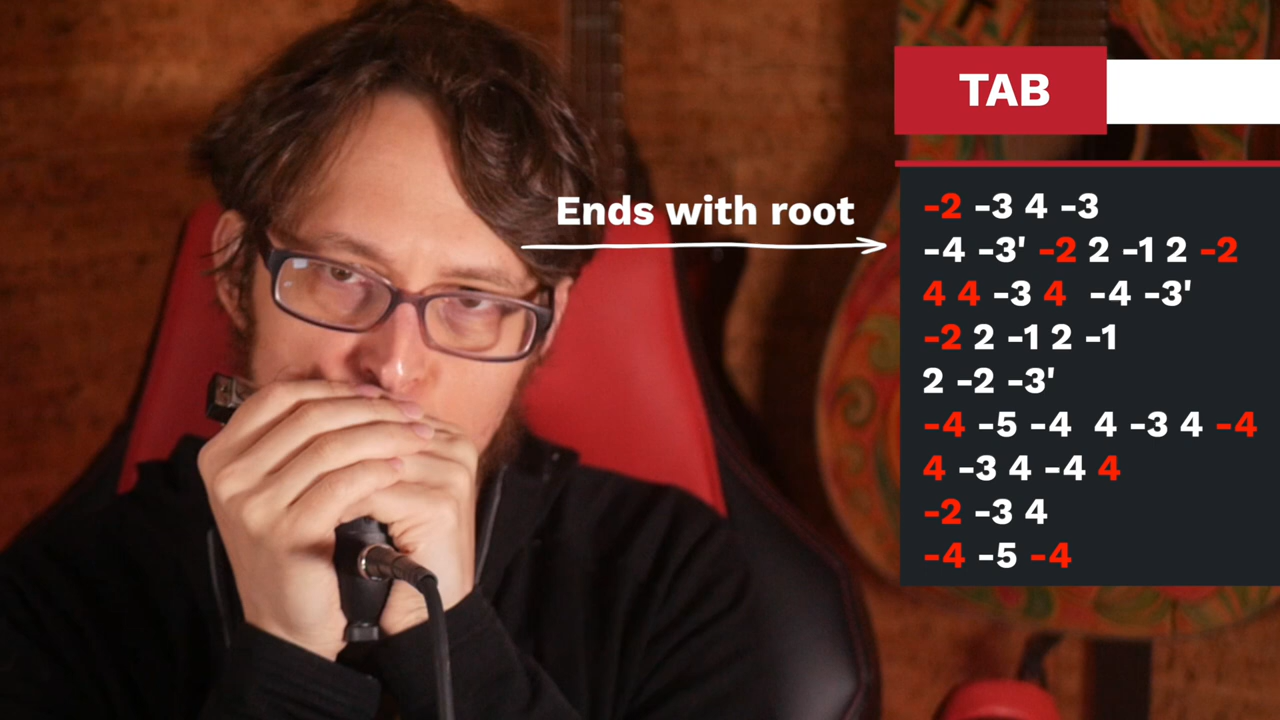 TAB
Ends with root
-2 -3 4 -3
-4 -3' -2 2 -1 2 -2
4 4 -3 4 -4 -3'
-2 2 -1 2 -1
2 -2 -3'
-4 -5 -4 4 -3 4 -4
4 -3 4 -4 4
-2 -3 4
-4 -5 -4